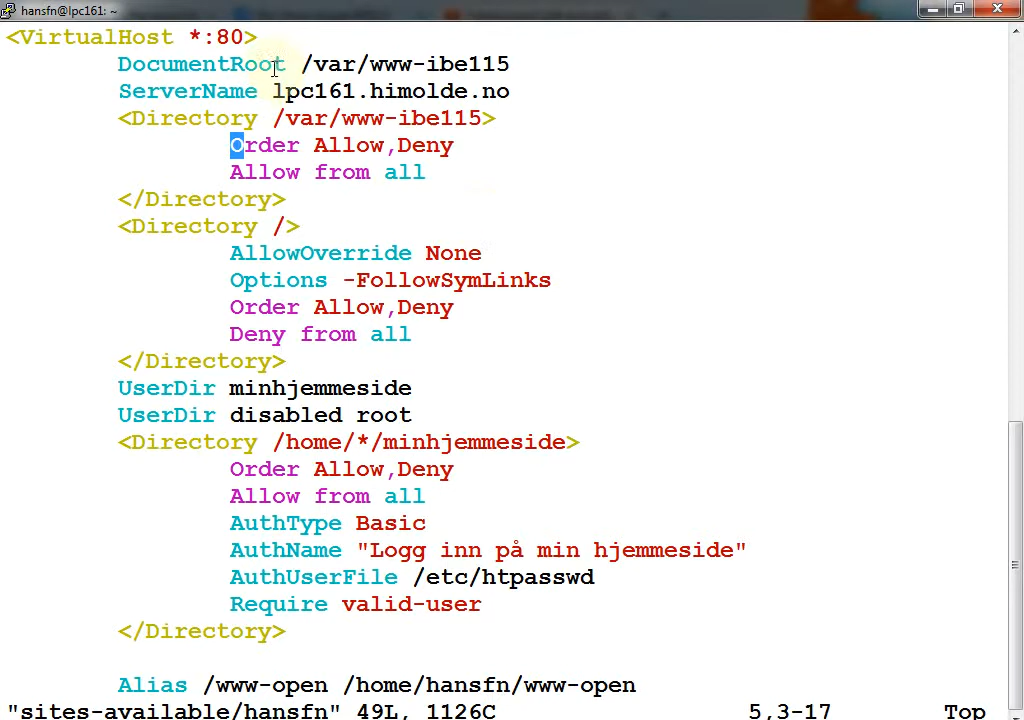 hansfn@lpc161: ~
<VirtualHost *:80>
DocumentRoot /var/www-ibe115
ServerName lpc161.himolde.no
<Directory /var/www-ibe115>
Order Allow,Deny
Allow from all
</Directory>
<Directory />
AllowOverride None
Options -FollowSymLinks
Order Allow,Deny
Deny from all
</Directory>
UserDir minhjemmeside
UserDir disabled root
<Directory /home/*/minhjemmeside>
Order Allow,Deny
Allow from all
AuthType Basic
AuthName "Logg inn på min hjemmeside"
AuthUserFile /etc/htpasswd
Require valid-user
</Directory>
Alias /www-open /home/hansfn/www-open
"sites-available/hansfn" 49L, 1126C 5,3-17 Top